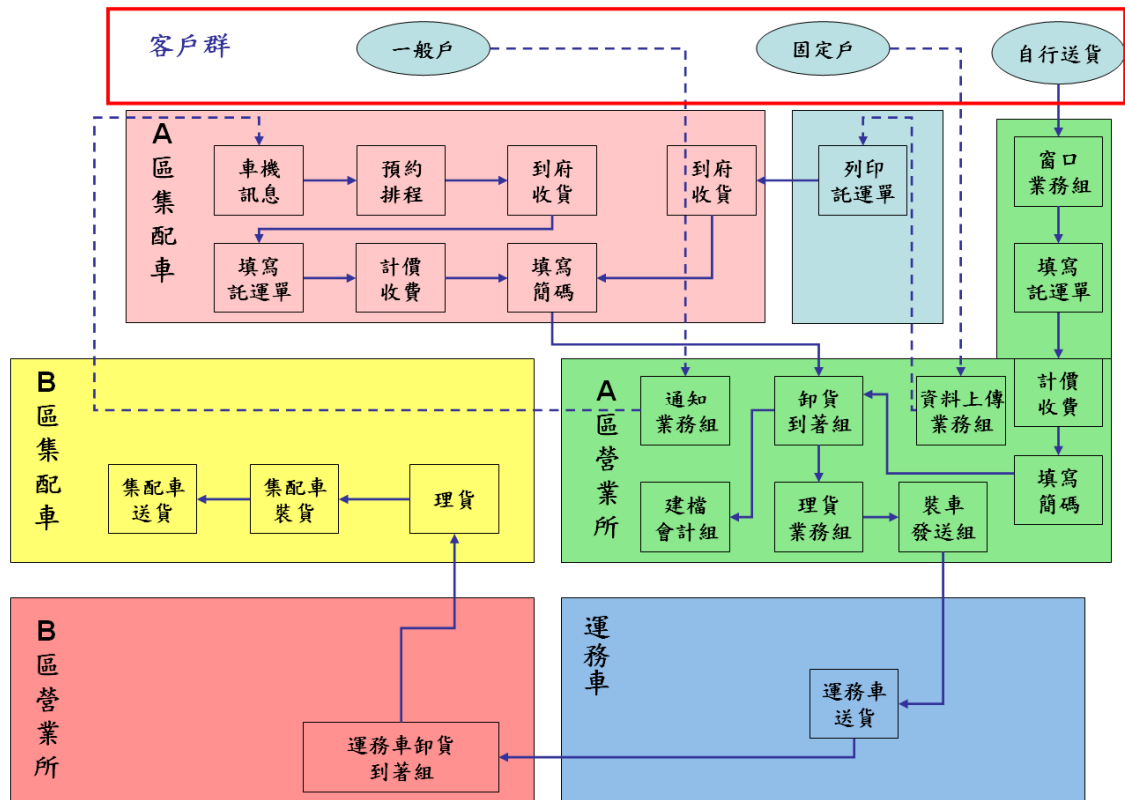 客戶群
一般戶
固定戶
自行送貨
A
區
集
配
車
車機
訊息
預約
排程
到府
收貨
到府
收貨
列印
託運單
窗口
業務組
填寫
託運單
計價
收費
填寫
簡碼
填寫
託運單
B
區
集
配
車
集配車
送貨
集配車
裝貨
理貨
A
區
營
業
所
通知
業務組
卸貨
到著組
資料上傳
業務組
計價
收費
建檔
會計組
理貨
業務組
裝車
發送組
填寫
簡碼
B
區
營
業
所
運務車卸貨
到著組
運
務
車
運務車
送貨